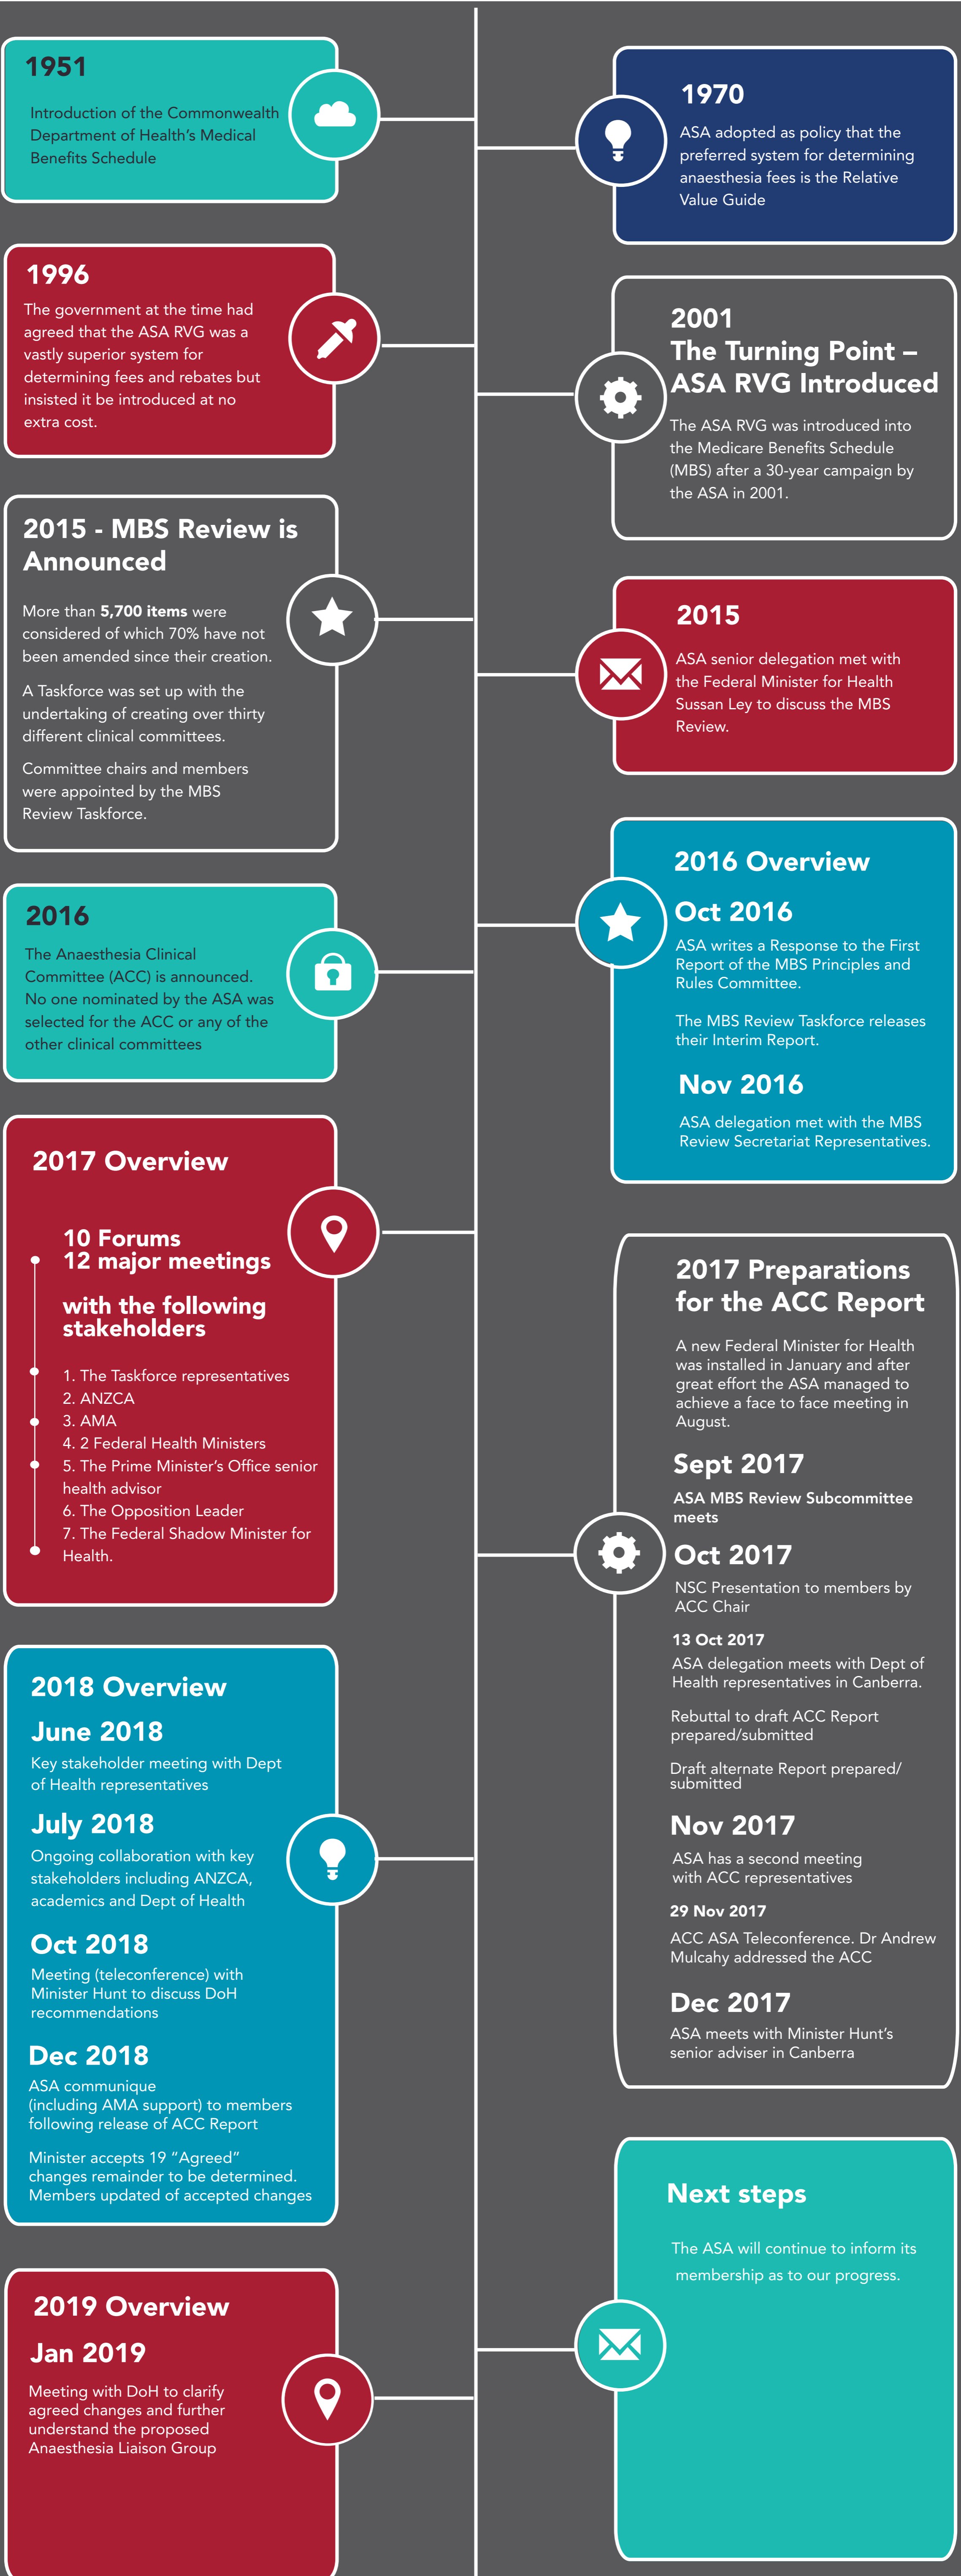 1951
Introduction of the Commonwealth
Department of Health's Medical
Benefits Schedule
1970
ASA adopted as policy that the
preferred system for determining
anaesthesia fees is the Relative
Value Guide
1996
The government at the time had
agreed that the ASA RVG was a
vastly superior system for
determining fees and rebates but
insisted it be introduced at no
extra cost.
2001
The Turning Point –
ASA RVG Introduced
The ASA RVG was introduced into
the Medicare Benefits Schedule
(MBS) after a 30-year campaign by
the ASA in 2001.
2015 - MBS Review is
Announced
More than 5,700 items were
considered of which 70% have not
been amended since their creation.
A Taskforce was set up with the
undertaking of creating over thirty
different clinical committees.
Committee chairs and members
were appointed by the MBS
Review Taskforce.
2015
ASA senior delegation met with
the Federal Minister for Health
Sussan Ley to discuss the MBS
Review.
2016
The Anaesthesia Clinical
Committee (ACC) is announced.
No one nominated by the ASA was
selected for the ACC or any of the
other clinical committees
2016 Overview
Oct 2016
ASA writes a Response to the First
Report of the MBS Principles and
Rules Committee.
The MBS Review Taskforce releases
their Interim Report.
Nov 2016
ASA delegation met with the MBS
Review Secretariat Representatives.
2017 Overview
10 Forums
12 major meetings
with the following
stakeholders
1. The Taskforce representatives
2. ANZCA
3. AMA
4. 2 Federal Health Ministers
5. The Prime Minister's Office senior
health advisor
6. The Opposition Leader
7. The Federal Shadow Minister for
Health.
2017 Preparations
for the ACC Report
A new Federal Minister for Health
was installed in January and after
great effort the ASA managed to
achieve a face to face meeting in
August.
Sept 2017
ASA MBS Review Subcommittee
meets
Oct 2017
NSC Presentation to members by
ACC Chair
13 Oct 2017
ASA delegation meets with Dept of
Health representatives in Canberra.
Rebuttal to draft ACC Report
prepared/submitted
Draft alternate Report prepared/
submitted
Nov 2017
ASA has a second meeting
with ACC representatives
29 Nov 2017
ACC ASA Teleconference. Dr Andrew
Mulcahy addressed the ACC
Dec 2017
ASA meets with Minister Hunt's
senior adviser in Canberra
2018 Overview
June 2018
Key stakeholder meeting with Dept
of Health representatives
July 2018
Ongoing collaboration with key
stakeholders including ANZCA,
academics and Dept of Health
Oct 2018
Meeting (teleconference) with
Minister Hunt to discuss DoH
recommendations
Dec 2018
ASA communique
(including AMA support) to members
following release of ACC Report
Minister accepts 19 "Agreed"
changes remainder to be determined.
Members updated of accepted changes
Next steps
The ASA will continue to inform its
membership as to our progress.
2019 Overview
Jan 2019
Meeting with DoH to clarify
agreed changes and further
understand the proposed
Anaesthesia Liaison Group